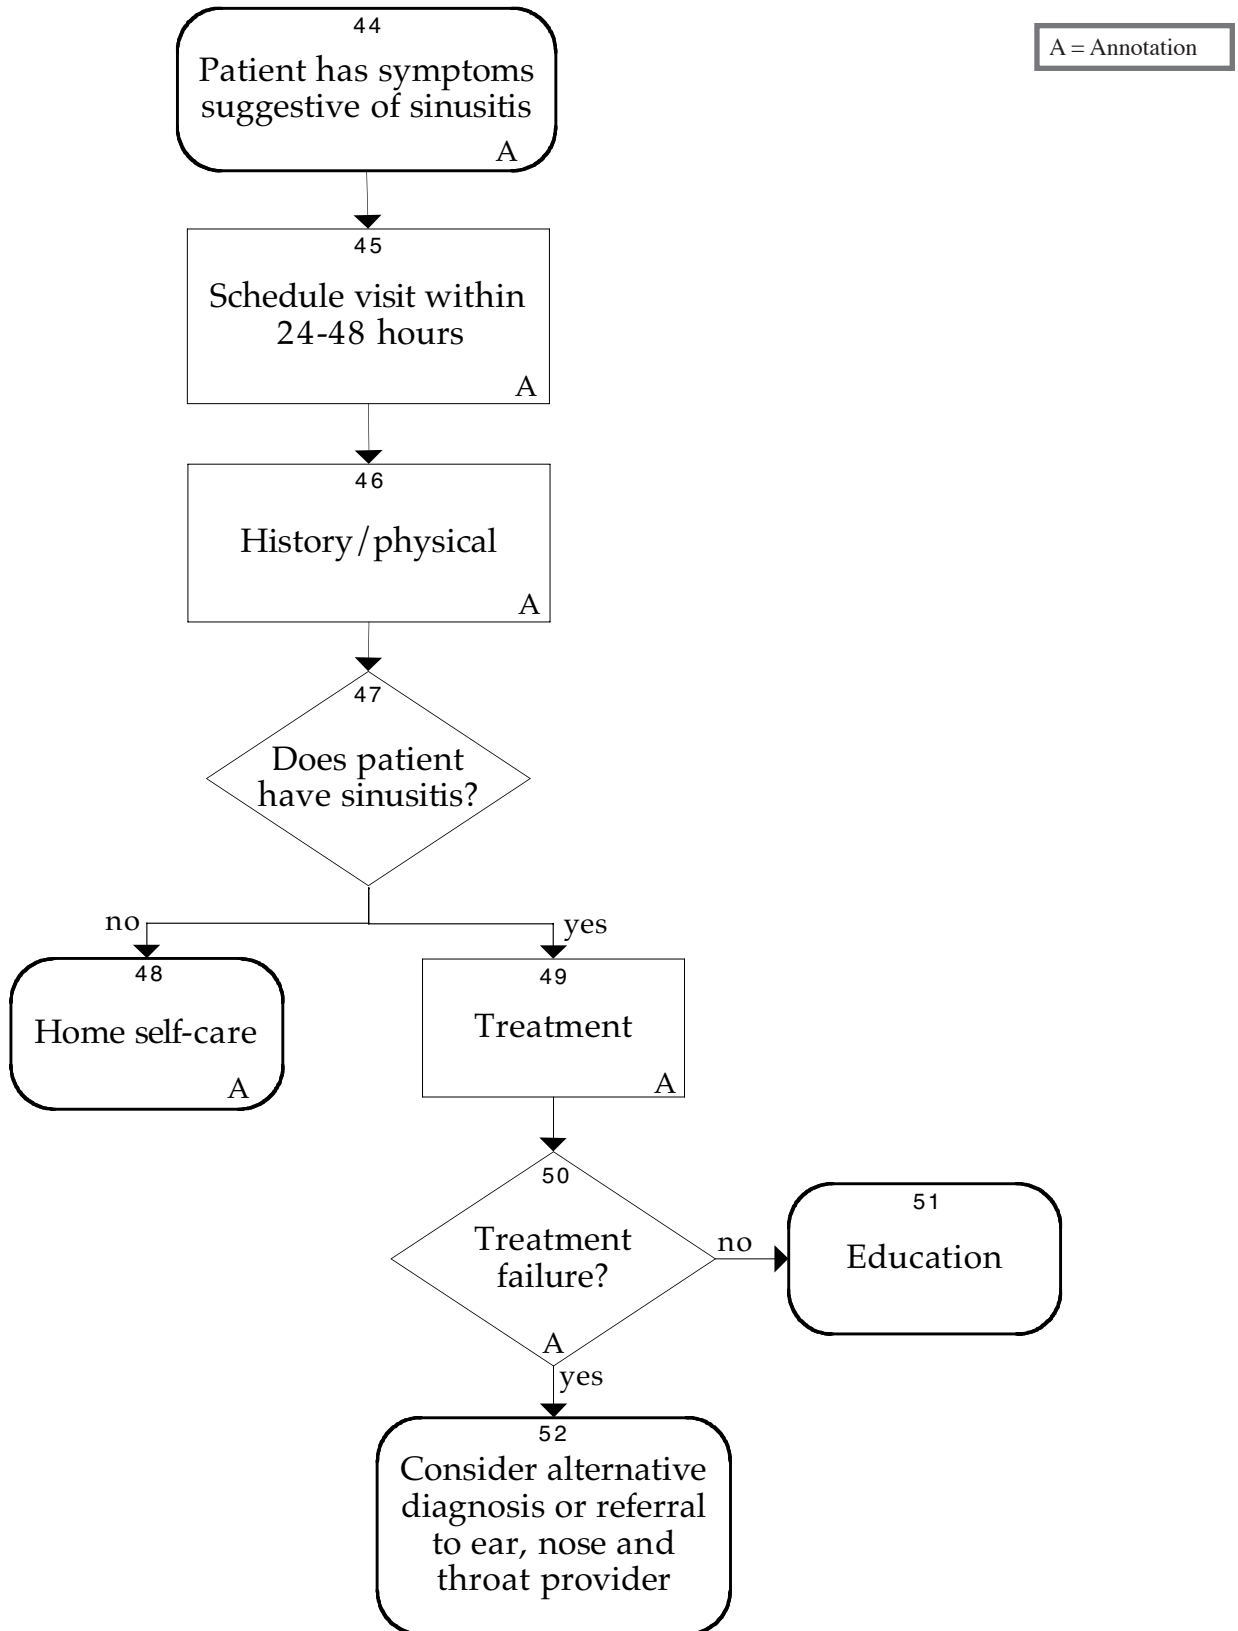 44
Patient has symptoms
suggestive of sinusitis
A
A = Annotation
45
Schedule visit within
24-48 hours
A
46
History/physical
A
47
Does patient
have sinusitis?
no
yes
48
Home self-care
A
49
Treatment
A
50
Treatment
failure?
A
no
51
Education
yes
52
Consider alternative
diagnosis or referral
to ear, nose and
throat provider